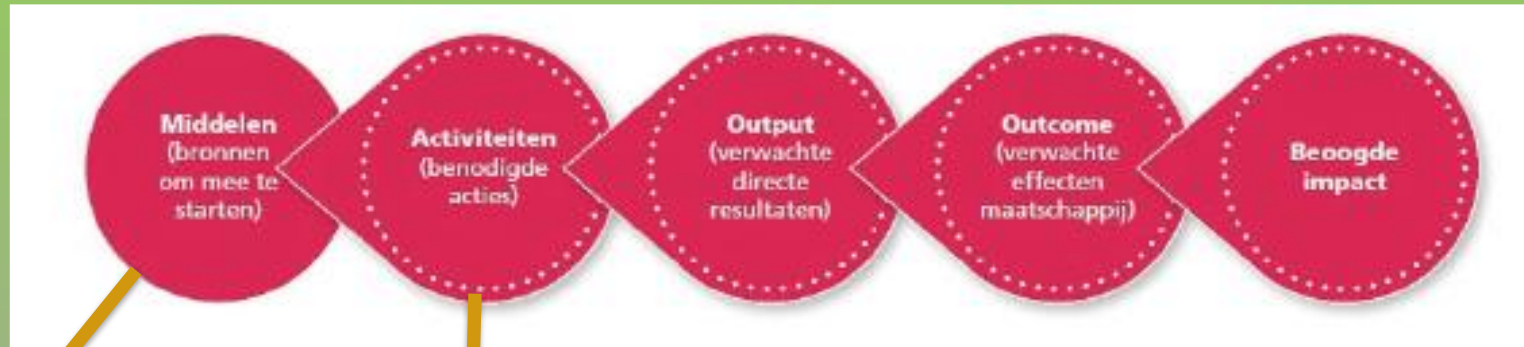 Middelen
(bronnen
om mee te
starten)
Activiteiten
(benodigde
acties)
Output
(verwachte
directe
resultaten)
Outcome
(verwachte
effecten
maatschappij)
Beoogde
impact